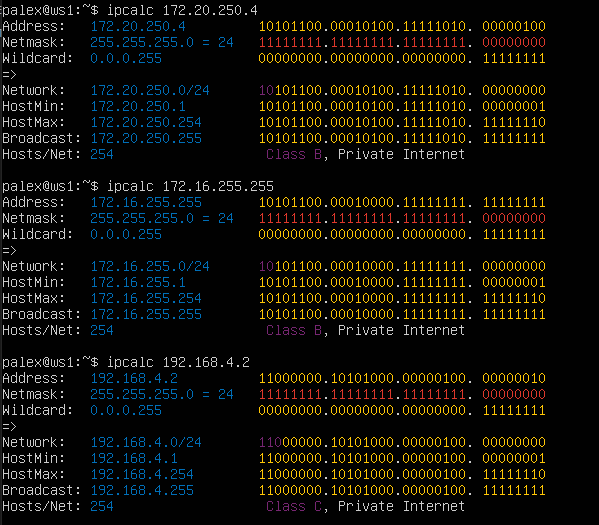 palex@ws1:~$ ipcalc 172.20.250.4
Address:   172.20.250.4         10101100.00010100.11111010. 00000100
Netmask:   255.255.255.0 = 24   11111111.11111111.11111111. 00000000
Wildcard:  0.0.0.255            00000000.00000000.00000000. 11111111
=>
Network:   172.20.250.0/24      10101100.00010100.11111010. 00000000
HostMin:   172.20.250.1         10101100.00010100.11111010. 00000001
HostMax:   172.20.250.254       10101100.00010100.11111010. 11111110
Broadcast: 172.20.250.255       10101100.00010100.11111010. 11111111
Hosts/Net: 254                   Class B, Private Internet
palex@ws1:~$ ipcalc 172.16.255.255
Address:   172.16.255.255       10101100.00010000.11111111. 11111111
Netmask:   255.255.255.0 = 24   11111111.11111111.11111111. 00000000
Wildcard:  0.0.0.255            00000000.00000000.00000000. 11111111
=>
Network:   172.16.255.0/24      10101100.00010000.11111111. 00000000
HostMin:   172.16.255.1         10101100.00010000.11111111. 00000001
HostMax:   172.16.255.254       10101100.00010000.11111111. 11111110
Broadcast: 172.16.255.255       10101100.00010000.11111111. 11111111
Hosts/Net: 254                   Class B, Private Internet
palex@ws1:~$ ipcalc 192.168.4.2
Address:   192.168.4.2          11000000.10101000.00000100. 00000010
Netmask:   255.255.255.0 = 24   11111111.11111111.11111111. 00000000
Wildcard:  0.0.0.255            00000000.00000000.00000000. 11111111
=>
Network:   192.168.4.0/24       11000000.10101000.00000100. 00000000
HostMin:   192.168.4.1          11000000.10101000.00000100. 00000001
HostMax:   192.168.4.254        11000000.10101000.00000100. 11111110
Broadcast: 192.168.4.255        11000000.10101000.00000100. 11111111
Hosts/Net: 254                   Class C, Private Internet